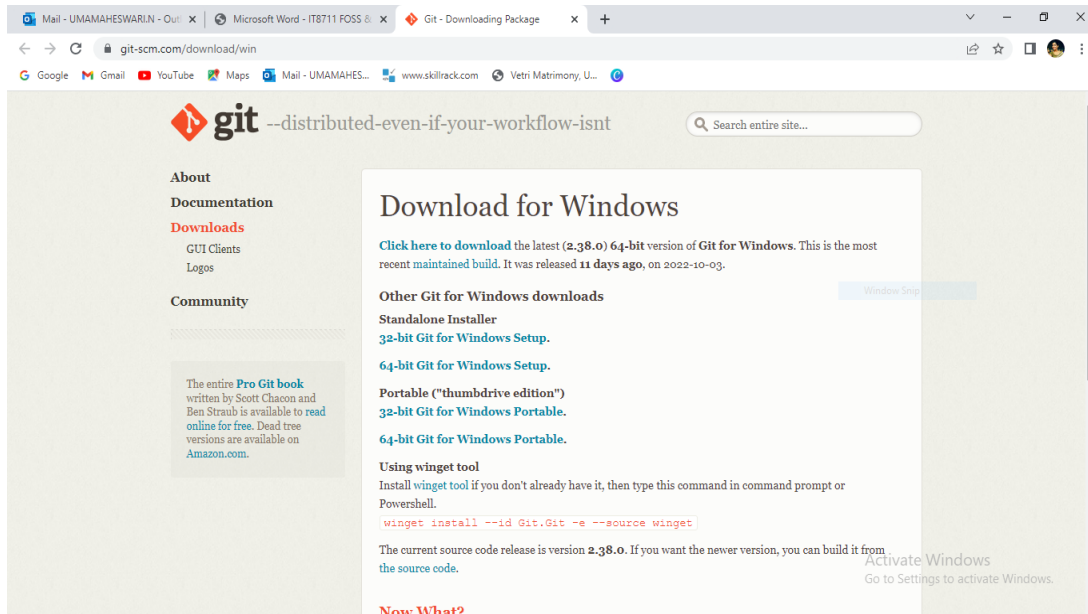 Mail - UMAMAHESWARI.N - Out
Microsoft Word - IT8711 FOSS &
Git - Downloading Package
git-scm.com/download/win
Google
Gmail
YouTube
Maps
Mail - UMAMAHES...
www.skillrack.com
Vetri Matrimony, U...
git --distributed-even-if-your-workflow-isnt
Search entire site...
About
Documentation
Downloads
GUI Clients
Logos
Community
The entire Pro Git book
written by Scott Chacon and
Ben Straub is available to read
online for free. Dead tree
versions are available on
Amazon.com.
Download for Windows
Click here to download the latest (2.38.0) 64-bit version of Git for Windows. This is the most
recent maintained build. It was released 11 days ago, on 2022-10-03.
Window Snip
Other Git for Windows downloads
Standalone Installer
32-bit Git for Windows Setup.
64-bit Git for Windows Setup.
Portable ("thumbdrive edition")
32-bit Git for Windows Portable.
64-bit Git for Windows Portable.
Using winget tool
Install winget tool if you don't already have it, then type this command in command prompt or
Powershell.
winget install --id Git.Git -e --source winget
The current source code release is version 2.38.0. If you want the newer version, you can build it from
the source code.
Now What?
Activate Windows
Go to Settings to activate Windows.